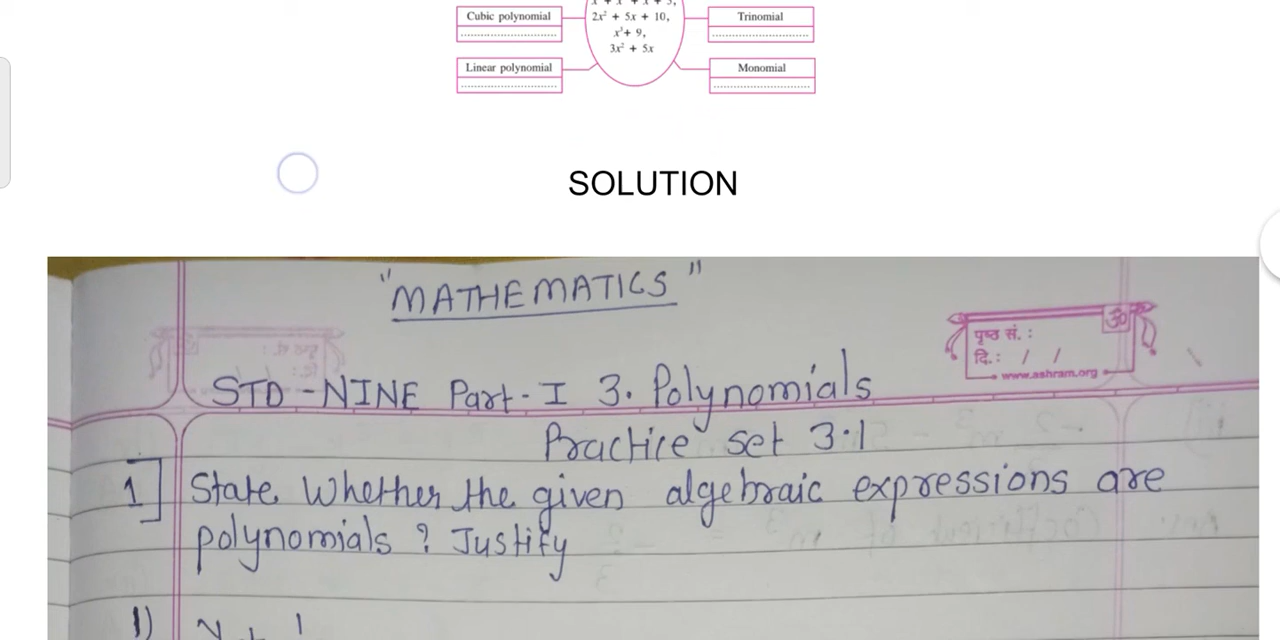 Cubic polynomial
2x² + 5x + 10,
Trinomial
x³ + 9,
3x² + 5x
Linear polynomial
Monomial
SOLUTION
"MATHEMATICS"
पृष्ठ सं. :
दि.: / /
www.ashram.org
STD-NINE Part-I 3. Polynomials
Practice set 3.1
1] State whether the given algebraic expressions are
polynomials ? Justify
1)